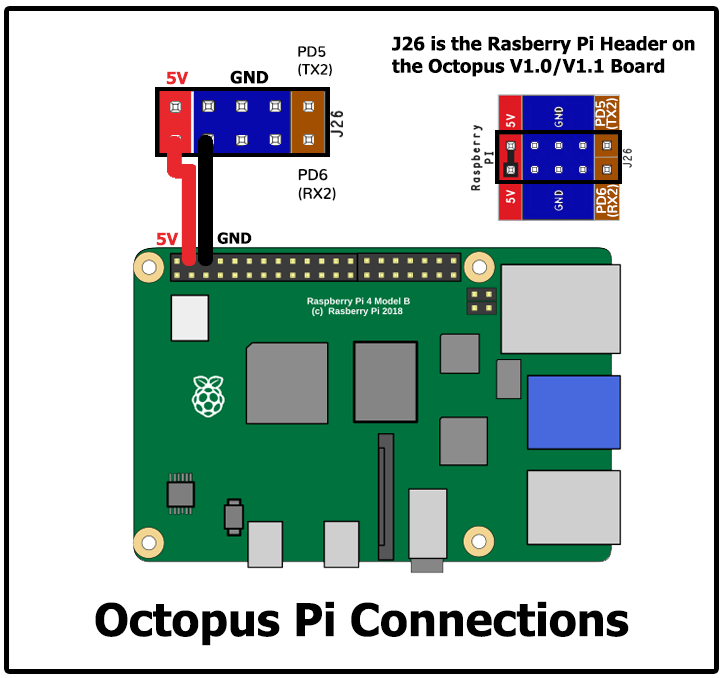 J26 is the Rasberry Pi Header on
the Octopus V1.0/V1.1 Board
5V
GND
PD5
(TX2)
J26
PD6
(RX2)
5V
GND
Raspberry
PI
5V
GND
PD5
(TX2)
J26
5V
GND
PD6
(RX2)
Raspberry Pi 4 Model B
(c) Rasberry Pi 2018
Octopus Pi Connections